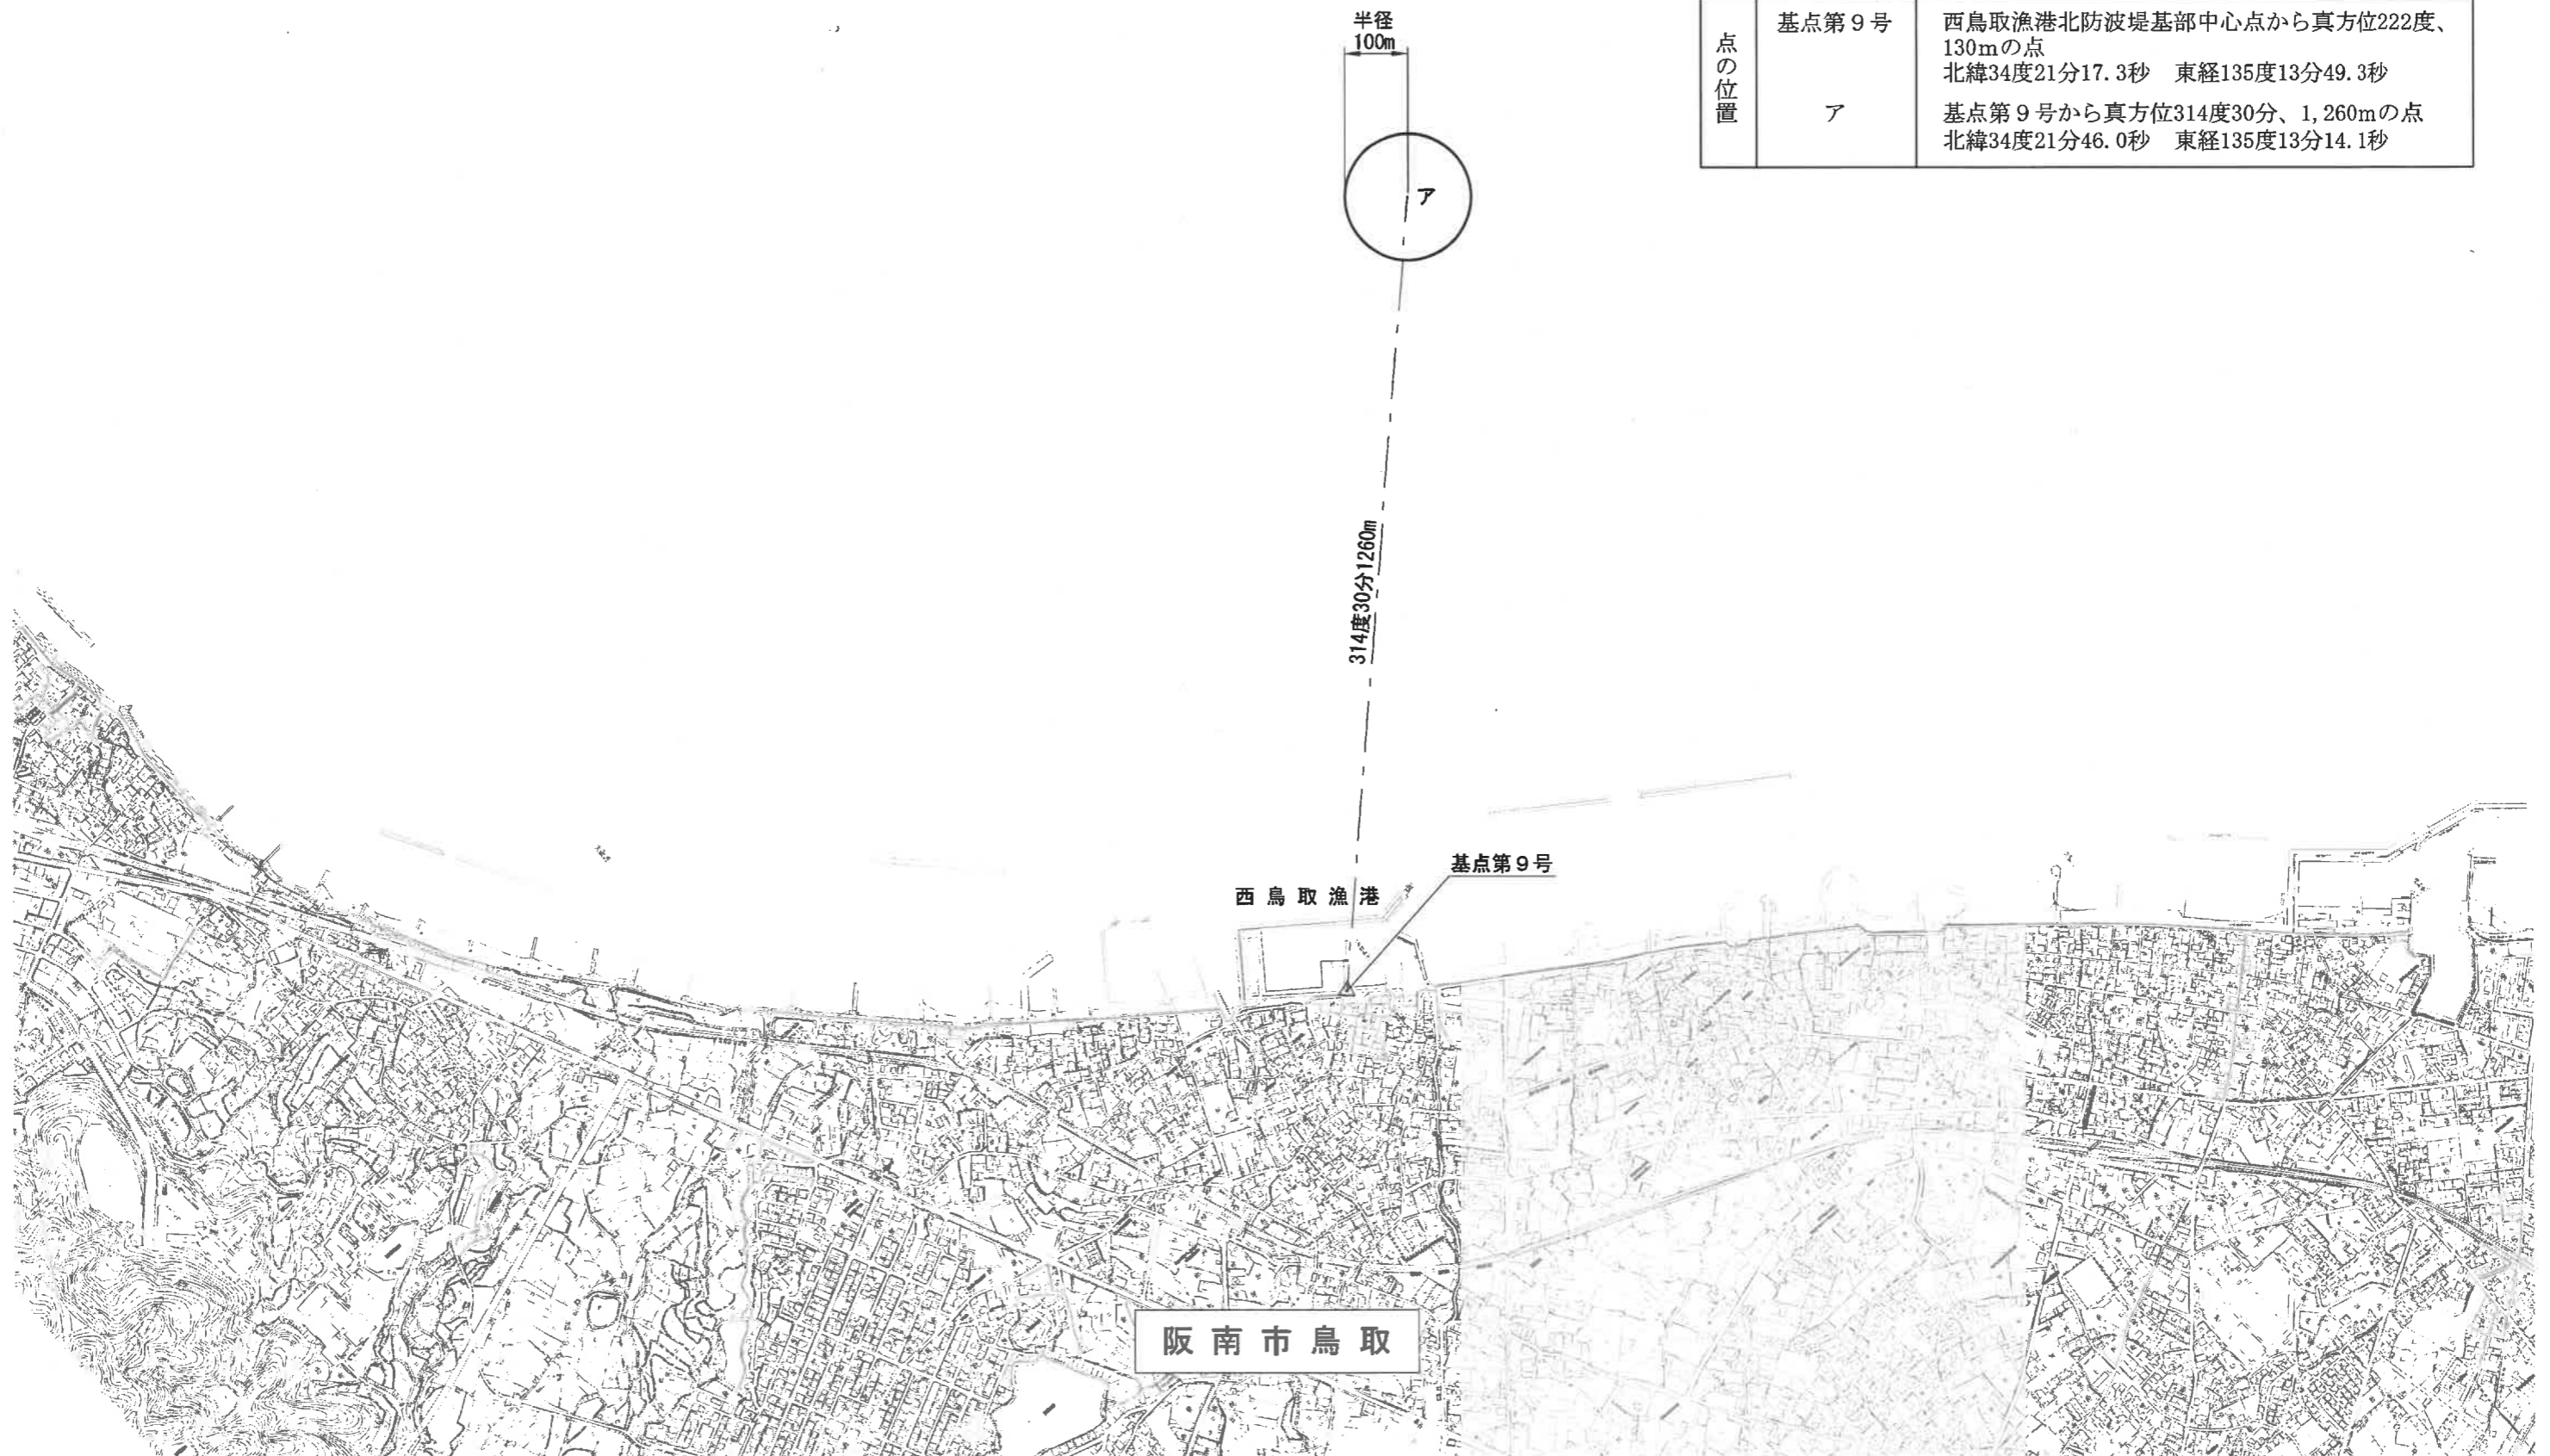 半径
100m
ア
点の位置
基点第9号
西鳥取漁港北防波堤基部中心点から真方位222度、
130mの点
北緯34度21分17.3秒　東経135度13分49.3秒
ア
基点第9号から真方位314度30分、1,260mの点
北緯34度21分46.0秒　東経135度13分14.1秒
314度30分1260m
基点第9号
西鳥取漁港
阪南市鳥取